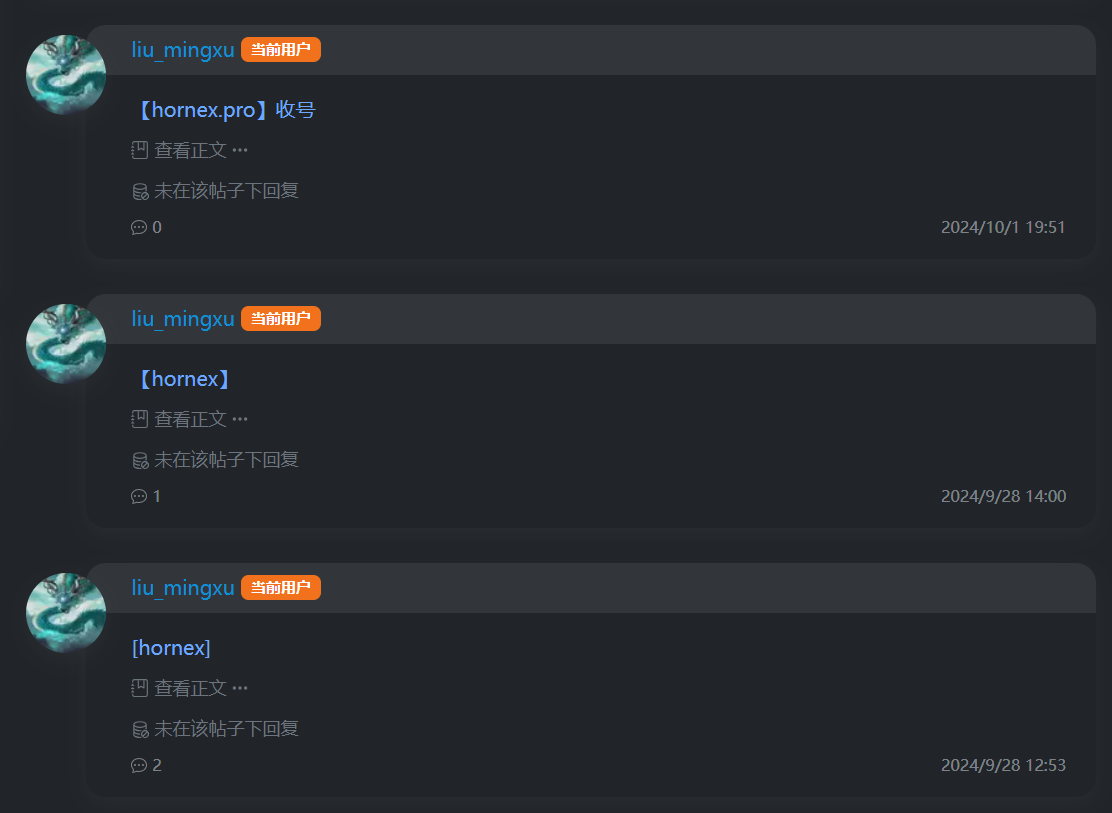 liu_mingxu 当前用户
【hornex.pro】收号
查看正文 ···
未在该帖子下回复
0 2024/10/1 19:51
liu_mingxu 当前用户
【hornex】
查看正文 ···
未在该帖子下回复
1 2024/9/28 14:00
liu_mingxu 当前用户
[hornex]
查看正文 ···
未在该帖子下回复
2 2024/9/28 12:53